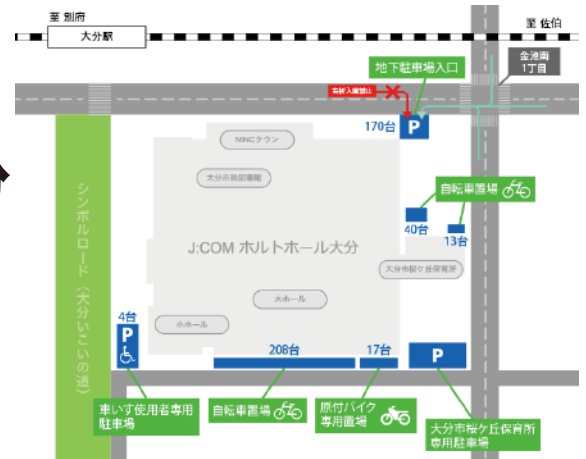 至 別府
大分駅
至 佐伯
金池南
1丁目
地下駐車場入口
右折入庫禁止
P
170台
MNCタウン
大分市民図書館
自転車置場
40台
13台
J:COM ホルトホール大分
大分市桜ケ丘保育所
シンボルロード(大分いこいの道)
大ホール
小ホール
4台
P
208台
17台
P
車いす使用者専用
駐車場
自転車置場
原付バイク
専用置場
大分市桜ケ丘保育所
専用駐車場